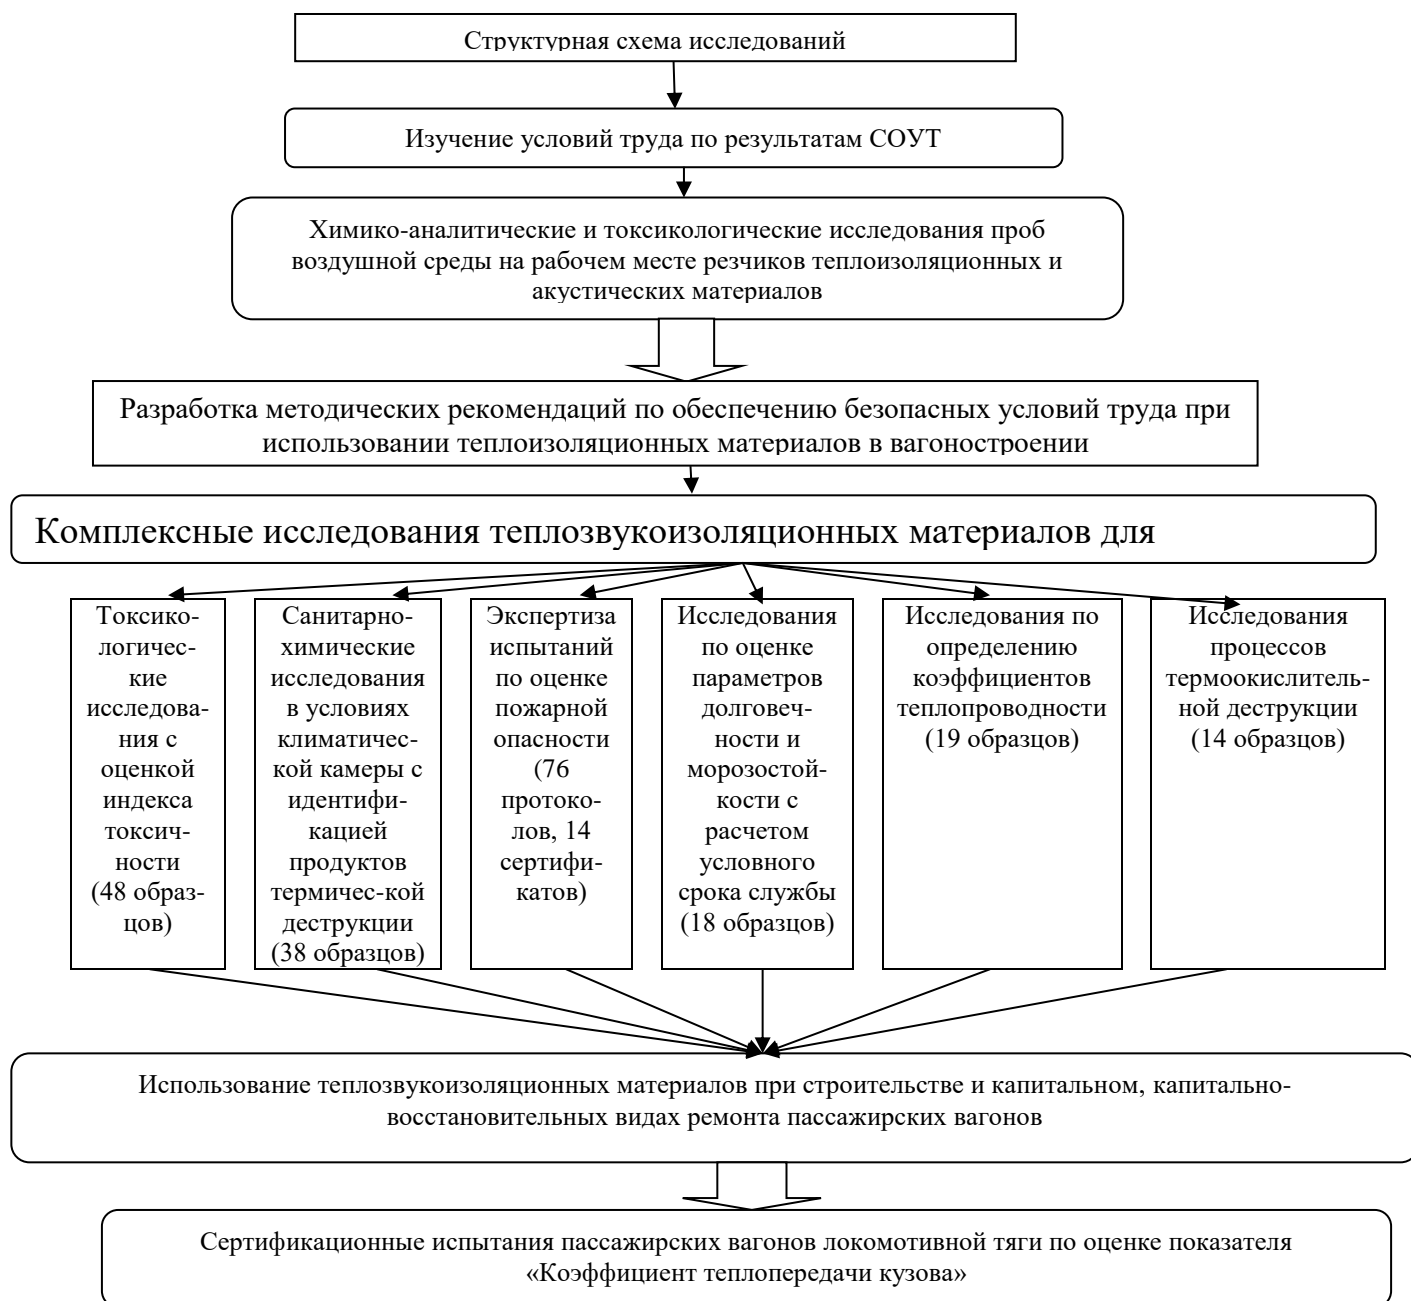 Структурная схема исследований
Изучение условий труда по результатам СОУТ
Химико-аналитические и токсикологические исследования проб
воздушной среды на рабочем месте резчиков теплоизоляционных и
акустических материалов
Разработка методических рекомендаций по обеспечению безопасных условий труда при
использовании теплоизоляционных материалов в вагоностроении
Комплексные исследования теплозвукоизоляционных материалов для
Токсико-
логичес-
кие
исследова-
ния с
оценкой
индекса
токсич-
ности
(48 образ-
цов)
Санитарно-
химические
исследования
в условиях
климатичес-
кой камеры с
идентифи-
кацией
продуктов
термичес-кой
деструкции
(38 образцов)
Экспертиза
испытаний
по оценке
пожарной
опасности
(76
протоко-
лов, 14
сертифи-
катов)
Исследования
по оценке
параметров
долговеч-
ности и
морозостой-
кости с
расчетом
условного
срока службы
(18 образцов)
Исследования по
определению
коэффициентов
теплопроводности
(19 образцов)
Исследования
процессов
термоокислитель-
ной деструкции
(14 образцов)
Использование теплозвукоизоляционных материалов при строительстве и капитальном, капитально-
восстановительных видах ремонта пассажирских вагонов
Сертификационные испытания пассажирских вагонов локомотивной тяги по оценке показателя
«Коэффициент теплопередачи кузова»